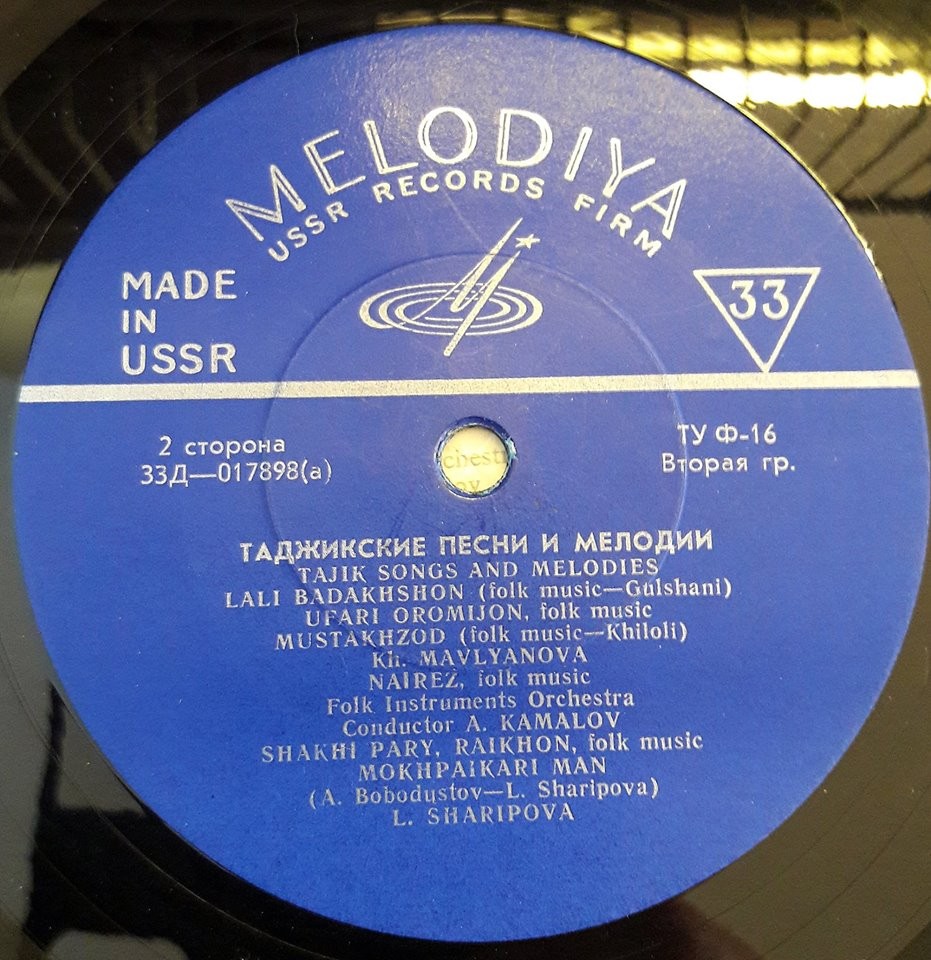 MELODIYA
USSR RECORDS FIRM
MADE
IN
USSR
33
2 сторона
33Д—017898(а)
ТУ Ф-16
Вторая гр.
chest
ТАДЖИКСКИЕ ПЕСНИ И МЕЛОДИИ
TAJIK SONGS AND MELODIES
LALI BADAKHSHON (folk music—Gulshani)
UFARI OROMIJON, folk music
MUSTAKHZOD (folk music—Khiloli)
Kh. MAVLYANOVA
NAIREZ, folk music
Folk Instruments Orchestra
Conductor A. KAMALOV
SHAKHI PARY, RAIKHON, folk music
MOKHPAIKARI MAN
(A. Bobodustov—L. Sharipova)
L. SHARIPOVA